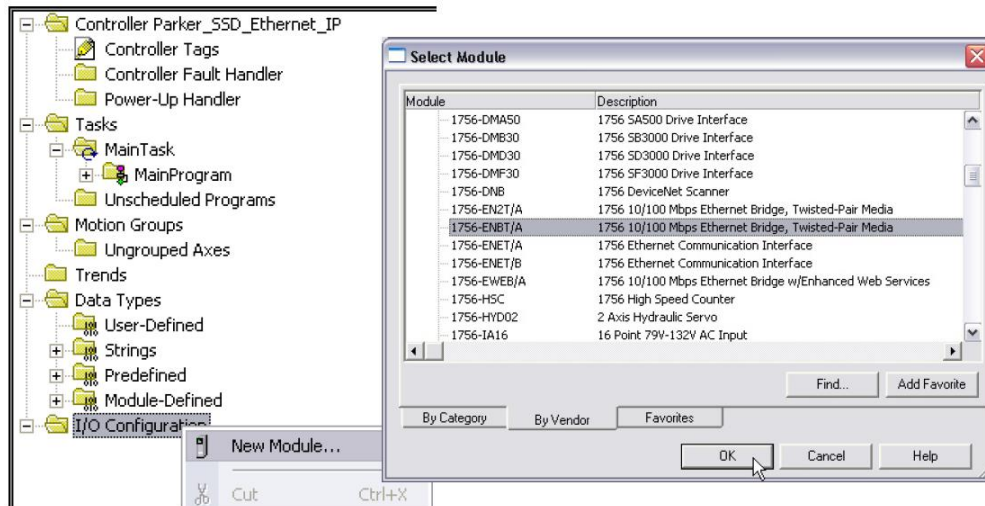 Controller Parker_SSD_Ethernet_IP
Controller Tags
Controller Fault Handler
Power-Up Handler
Tasks
MainTask
MainProgram
Unscheduled Programs
Motion Groups
Ungrouped Axes
Trends
Data Types
User-Defined
Strings
Predefined
Module-Defined
I/O Configuration
New Module...
Cut Ctrl+X
Select Module
Module Description
1756-DMA50 1756 SA500 Drive Interface
1756-DMB30 1756 SB3000 Drive Interface
1756-DMD30 1756 SD3000 Drive Interface
1756-DMF30 1756 SF3000 Drive Interface
1756-DNB 1756 DeviceNet Scanner
1756-EN2T/A 1756 10/100 Mbps Ethernet Bridge, Twisted-Pair Media
1756-ENBT/A 1756 10/100 Mbps Ethernet Bridge, Twisted-Pair Media
1756-ENET/A 1756 Ethernet Communication Interface
1756-ENET/B 1756 Ethernet Communication Interface
1756-EWEB/A 1756 10/100 Mbps Ethernet Bridge w/Enhanced Web Services
1756-HSC 1756 High Speed Counter
1756-HYD02 2 Axis Hydraulic Servo
1756-IA16 16 Point 79V-132V AC Input
Find... Add Favorite
By Category By Vendor Favorites
OK Cancel Help